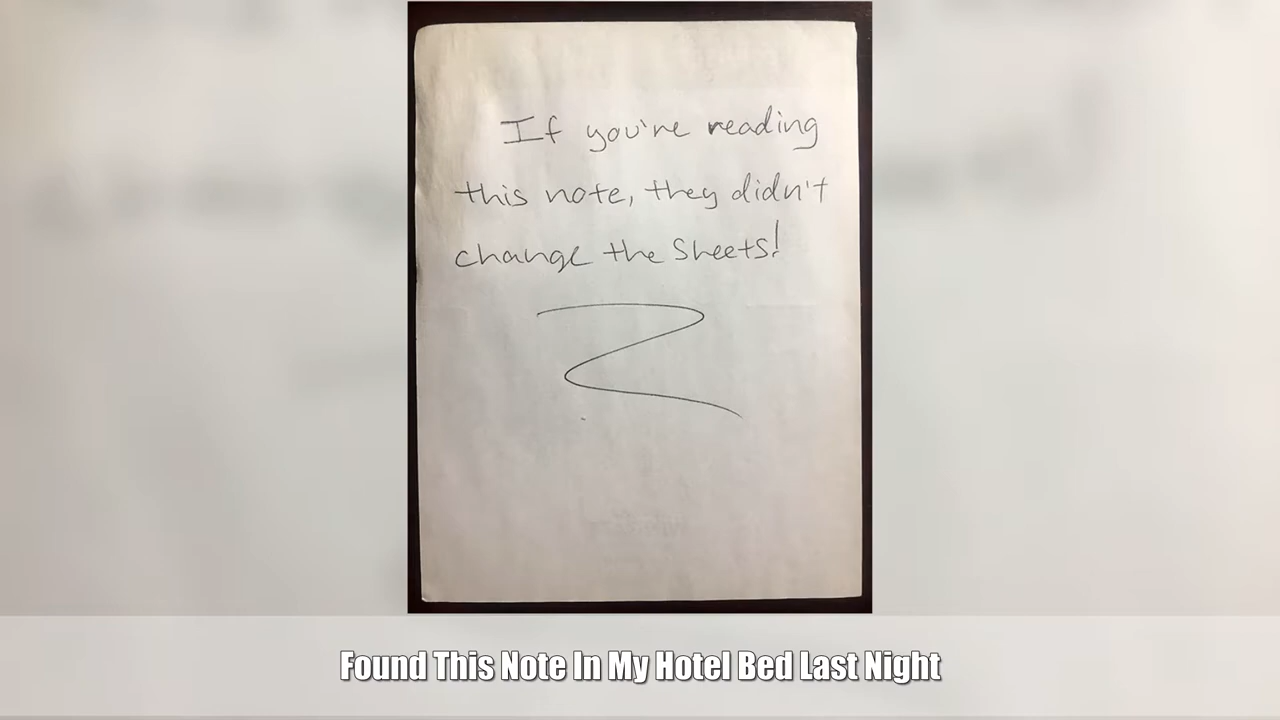 If you're reading
this note, they didn't
change the sheets!
Found This Note In My Hotel Bed Last Night